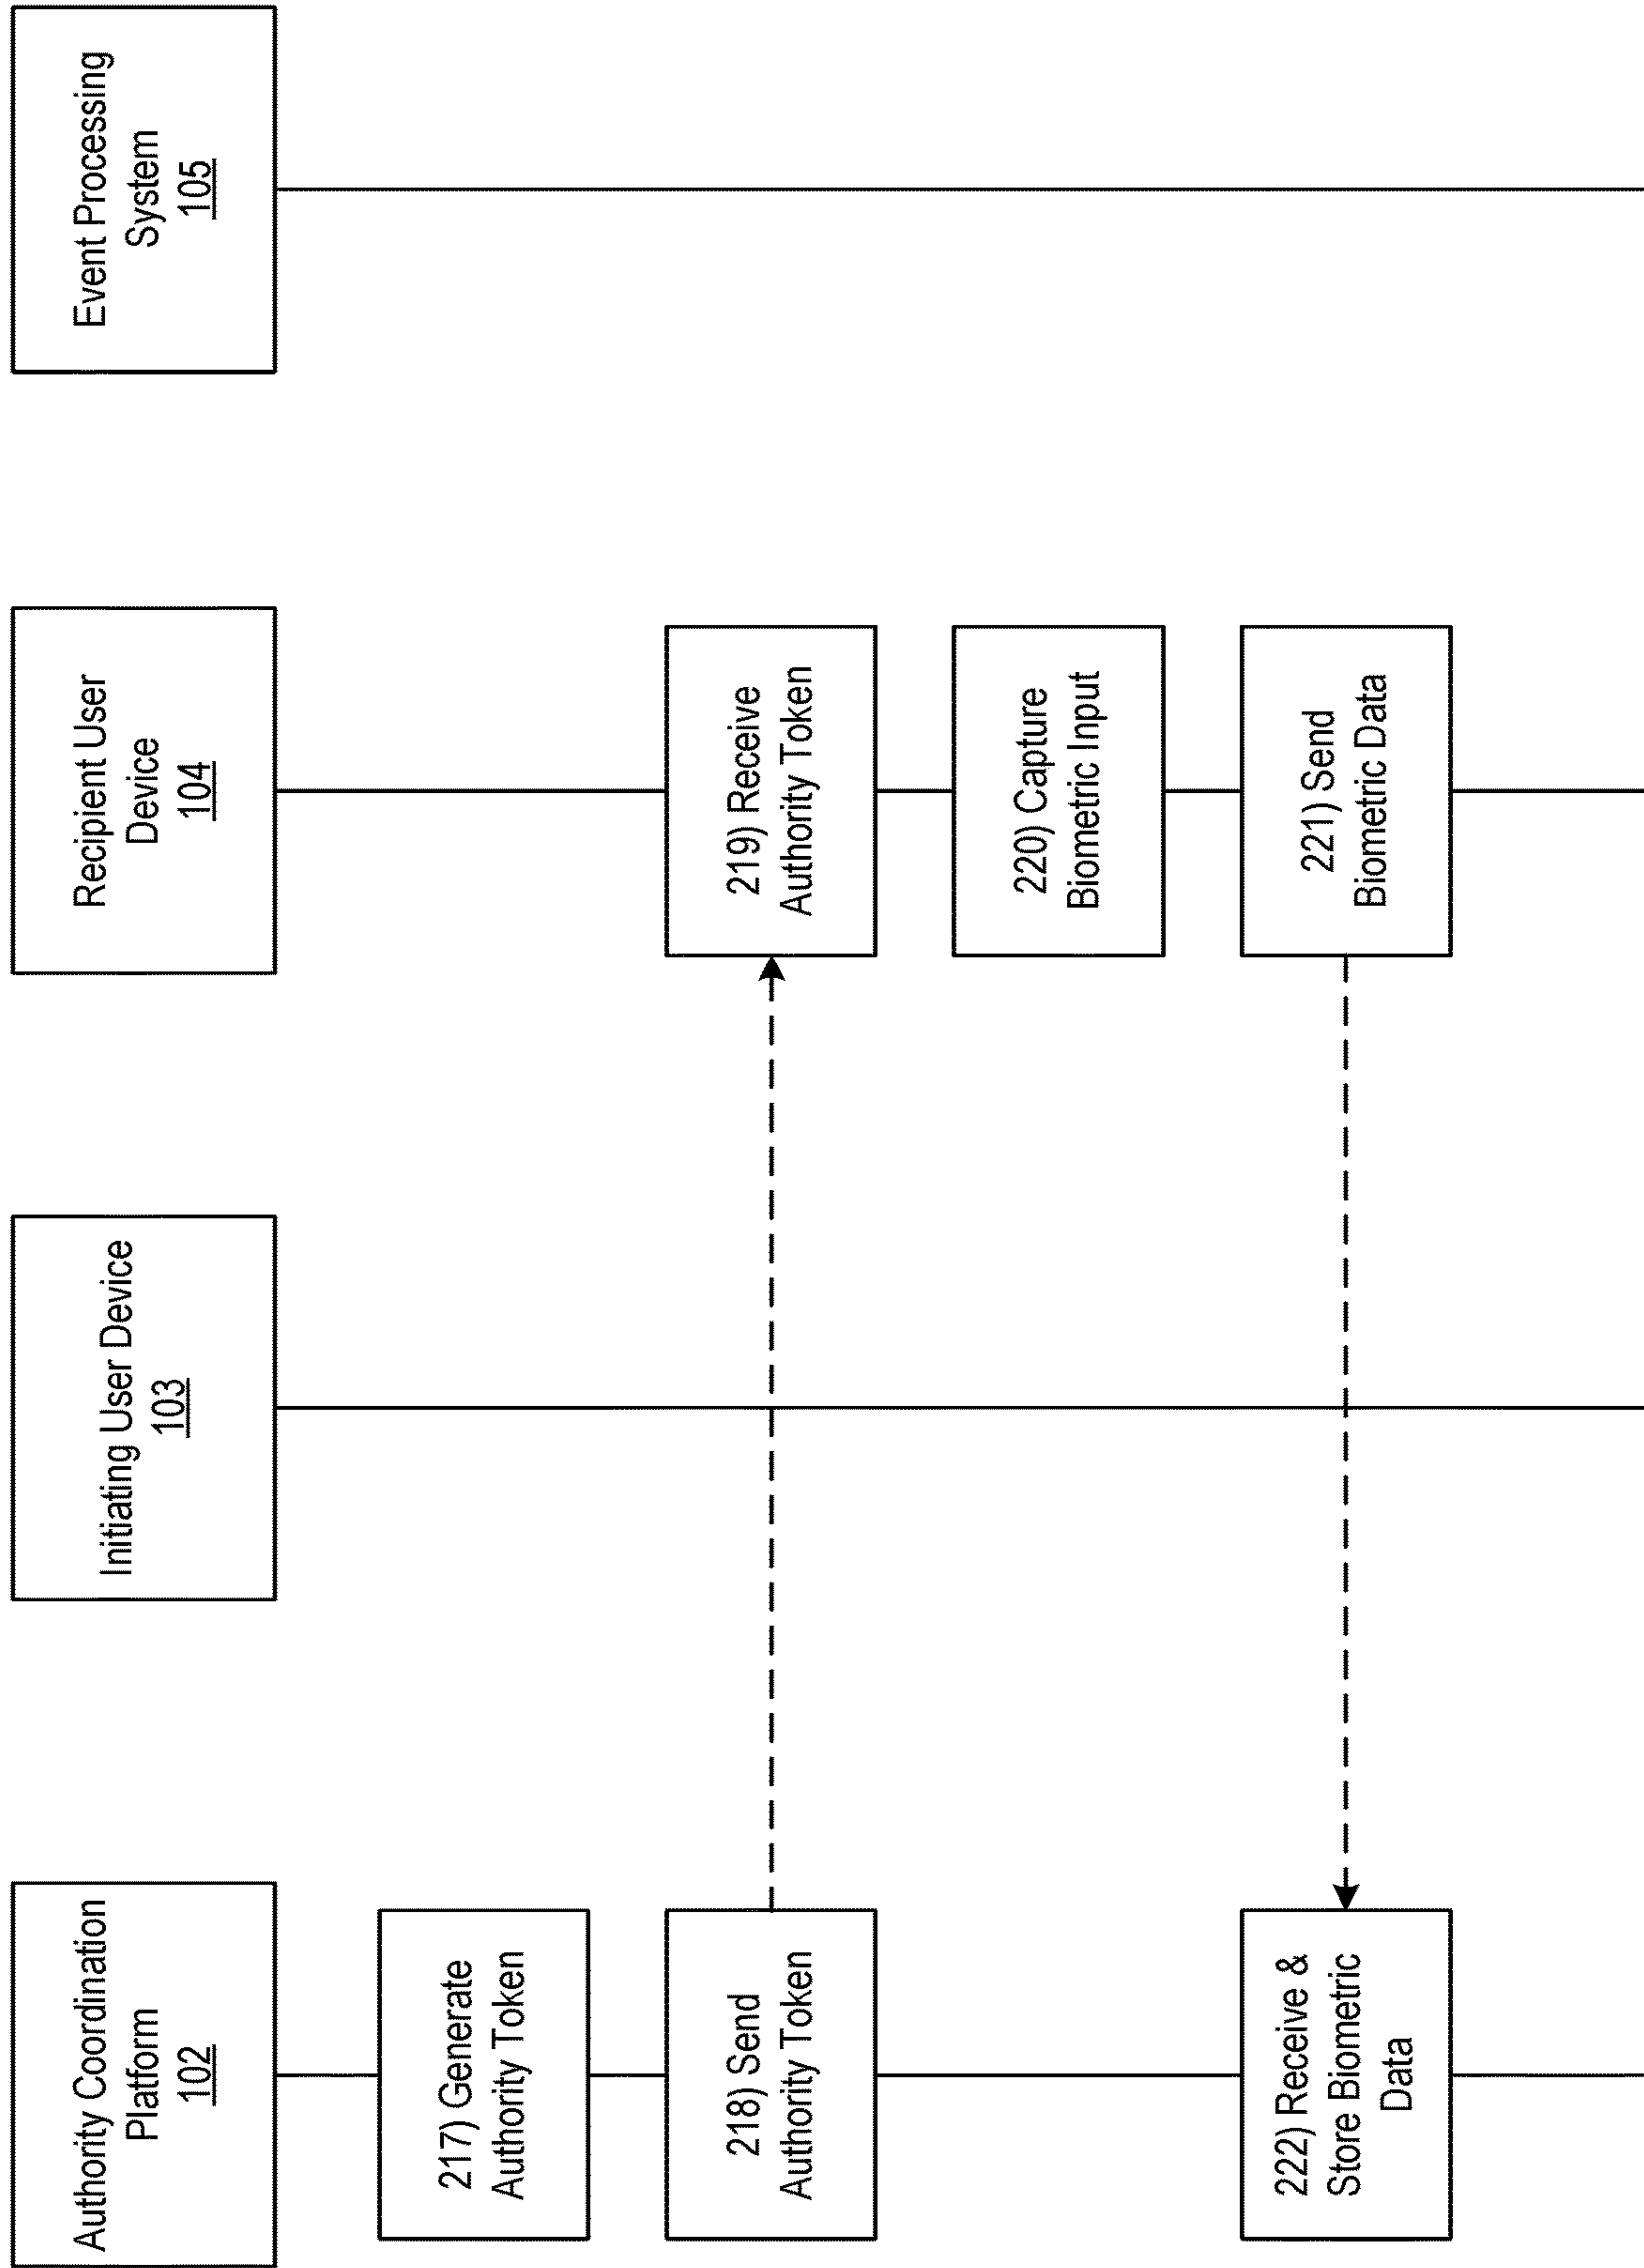 Authority Coordination
Platform
102
Initiating User Device
103
Recipient User
Device
104
Event Processing
System
105
217) Generate
Authority Token
218) Send
Authority Token
219) Receive
Authority Token
220) Capture
Biometric Input
221) Send
Biometric Data
222) Receive &
Store Biometric
Data